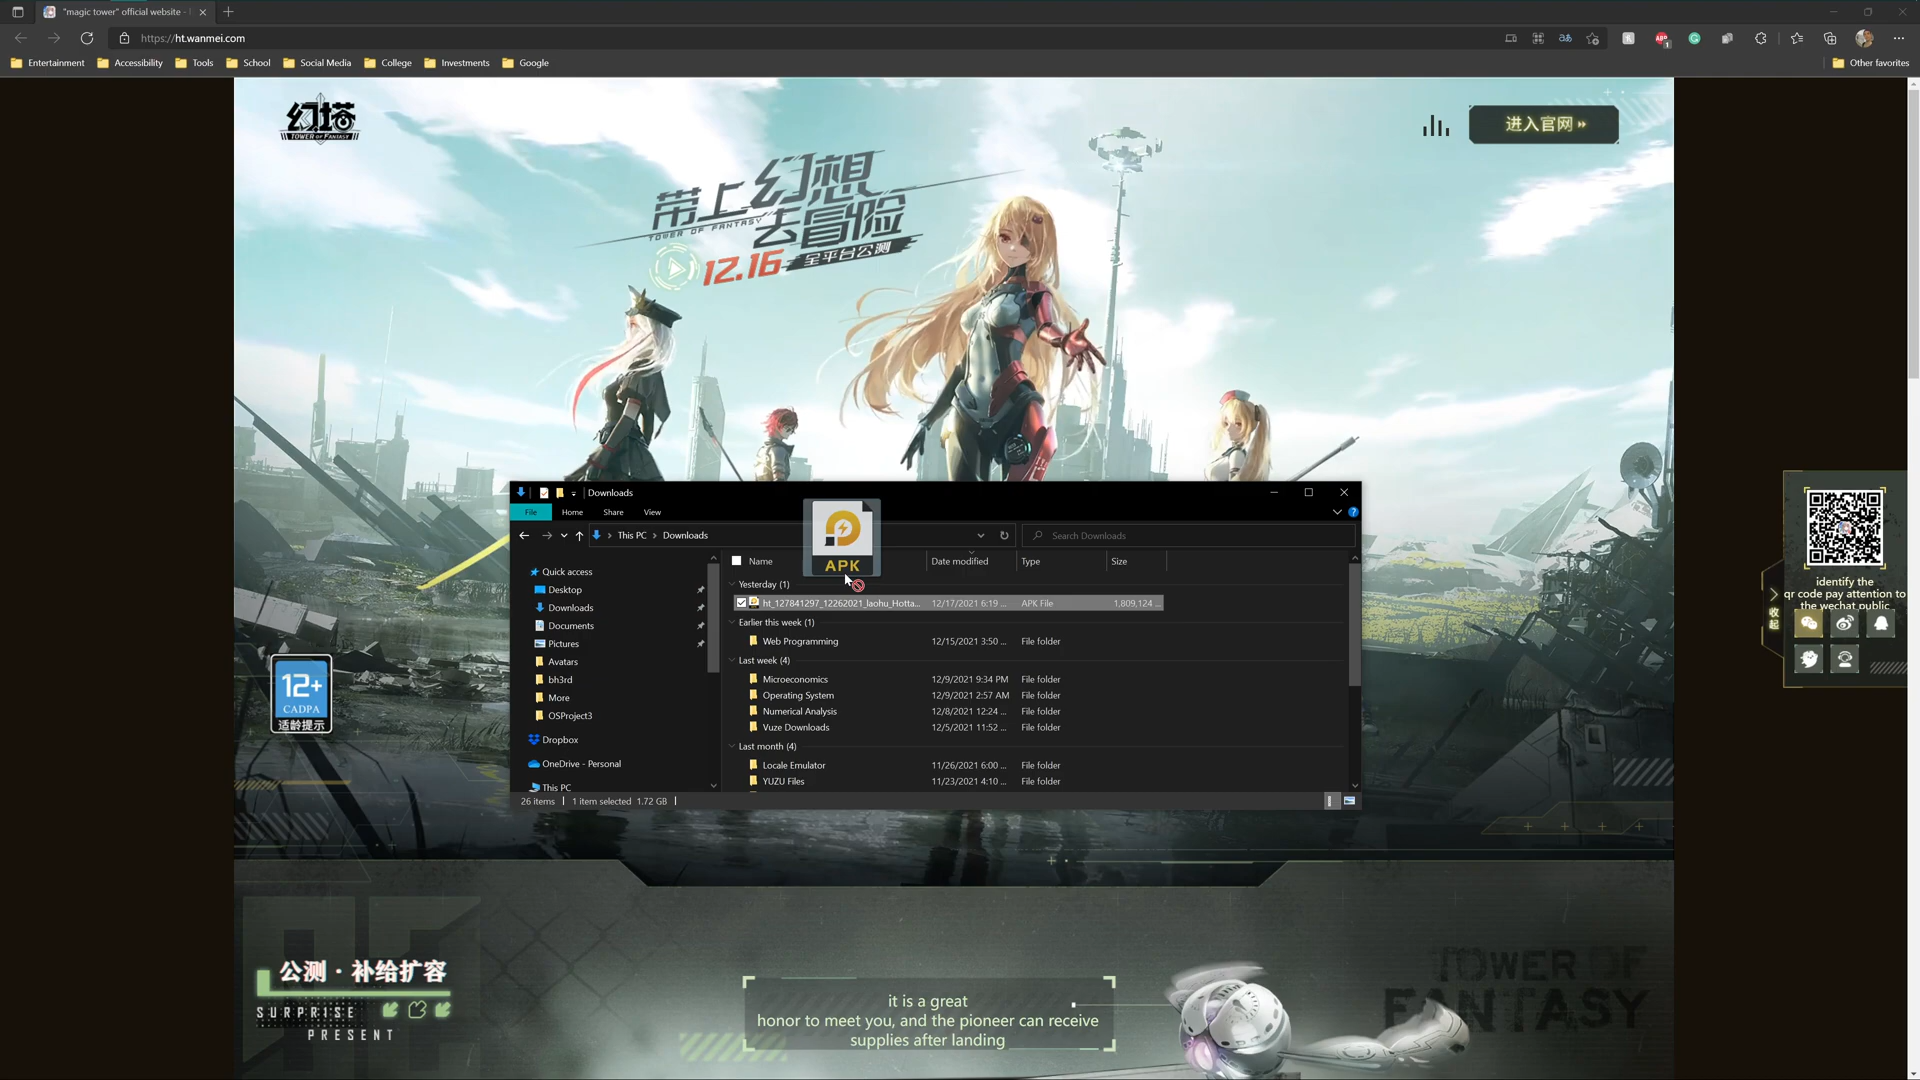 "magic tower" official website -
https://ht.wanmei.com
ABP
1
Entertainment
Accessibility
Tools
School
Social Media
College
Investments
Google
Other favorites
幻塔
TOWER OF FANTASY
进入官网
带上幻想
TOWER OF FANTASY
去冒险
12.16 全平台公测
Downloads
File
Home
Share
View
This PC
Downloads
Search Downloads
APK
Name
Date modified
Type
Size
Quick access
Desktop
Downloads
Documents
Pictures
Avatars
bh3rd
More
OSProject3
Dropbox
OneDrive - Personal
This PC
Yesterday (1)
ht_127841297_12262021_laohu_Hotta... 12/17/2021 6:19 ... APK File 1,809,124 ...
Earlier this week (1)
Web Programming 12/15/2021 3:50 ... File folder
Last week (4)
Microeconomics 12/9/2021 9:34 PM File folder
Operating System 12/9/2021 2:57 AM File folder
Numerical Analysis 12/8/2021 12:24 ... File folder
Vuze Downloads 12/5/2021 11:52 ... File folder
Last month (4)
Locale Emulator 11/26/2021 6:00 ... File folder
YUZU Files 11/23/2021 4:10 ... File folder
26 items
1 item selected 1.72 GB
12+
CADPA
适龄提示
identify the
qr code pay attention to
the wechat public
收起
公测·补给扩容
SURPRISE
PRESENT
it is a great
honor to meet you, and the pioneer can receive
supplies after landing
TOWER OF
FANTASY